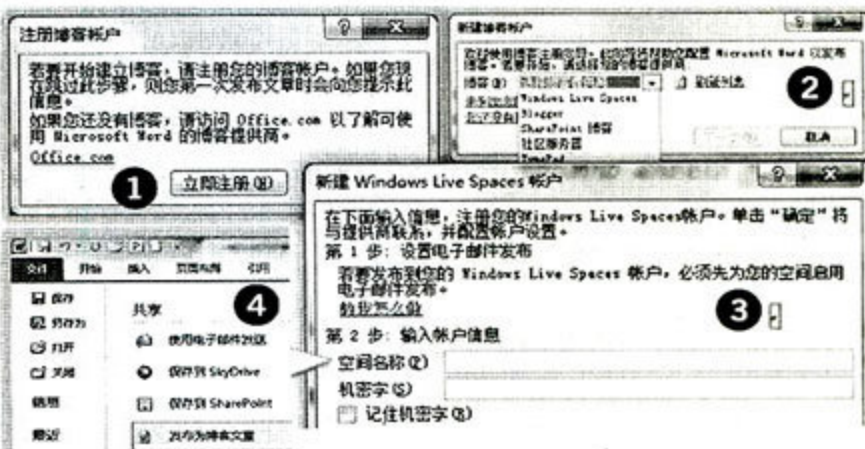 注册博客帐户
若要开始建立博客，请注册您的博客帐户。如果您现
在跳过此步骤，则您第一次发布文章时会向您提示此
信息。
如果您还没有博客，请访问 Office.com 以了解可使
用 Microsoft Word 的博客提供商。
Office.com
1
立即注册(R)
新建博客帐户
2
博客(B)
刷新列表
Windows Live Spaces
Blogger
SharePoint 博客
社区服务器
TypePad
取消
新建 Windows Live Spaces 帐户
在下面输入信息，注册您的Windows Live Spaces帐户。单击“确定”将
与提供商联系，并配置帐户设置。
第 1 步: 设置电子邮件发布
若要发布到您的 Windows Live Spaces 帐户，必须先为您的空间启用
电子邮件发布。
教我怎么做
3
第 2 步: 输入帐户信息
空间名称(P)
机密字(S)
记住机密字(R)
文件 开始 插入 页面布局 引用
4
保存
另存为
打开
关闭
信息
最近
共享
使用电子邮件发送
保存到 SkyDrive
保存到 SharePoint
发布为博客文章